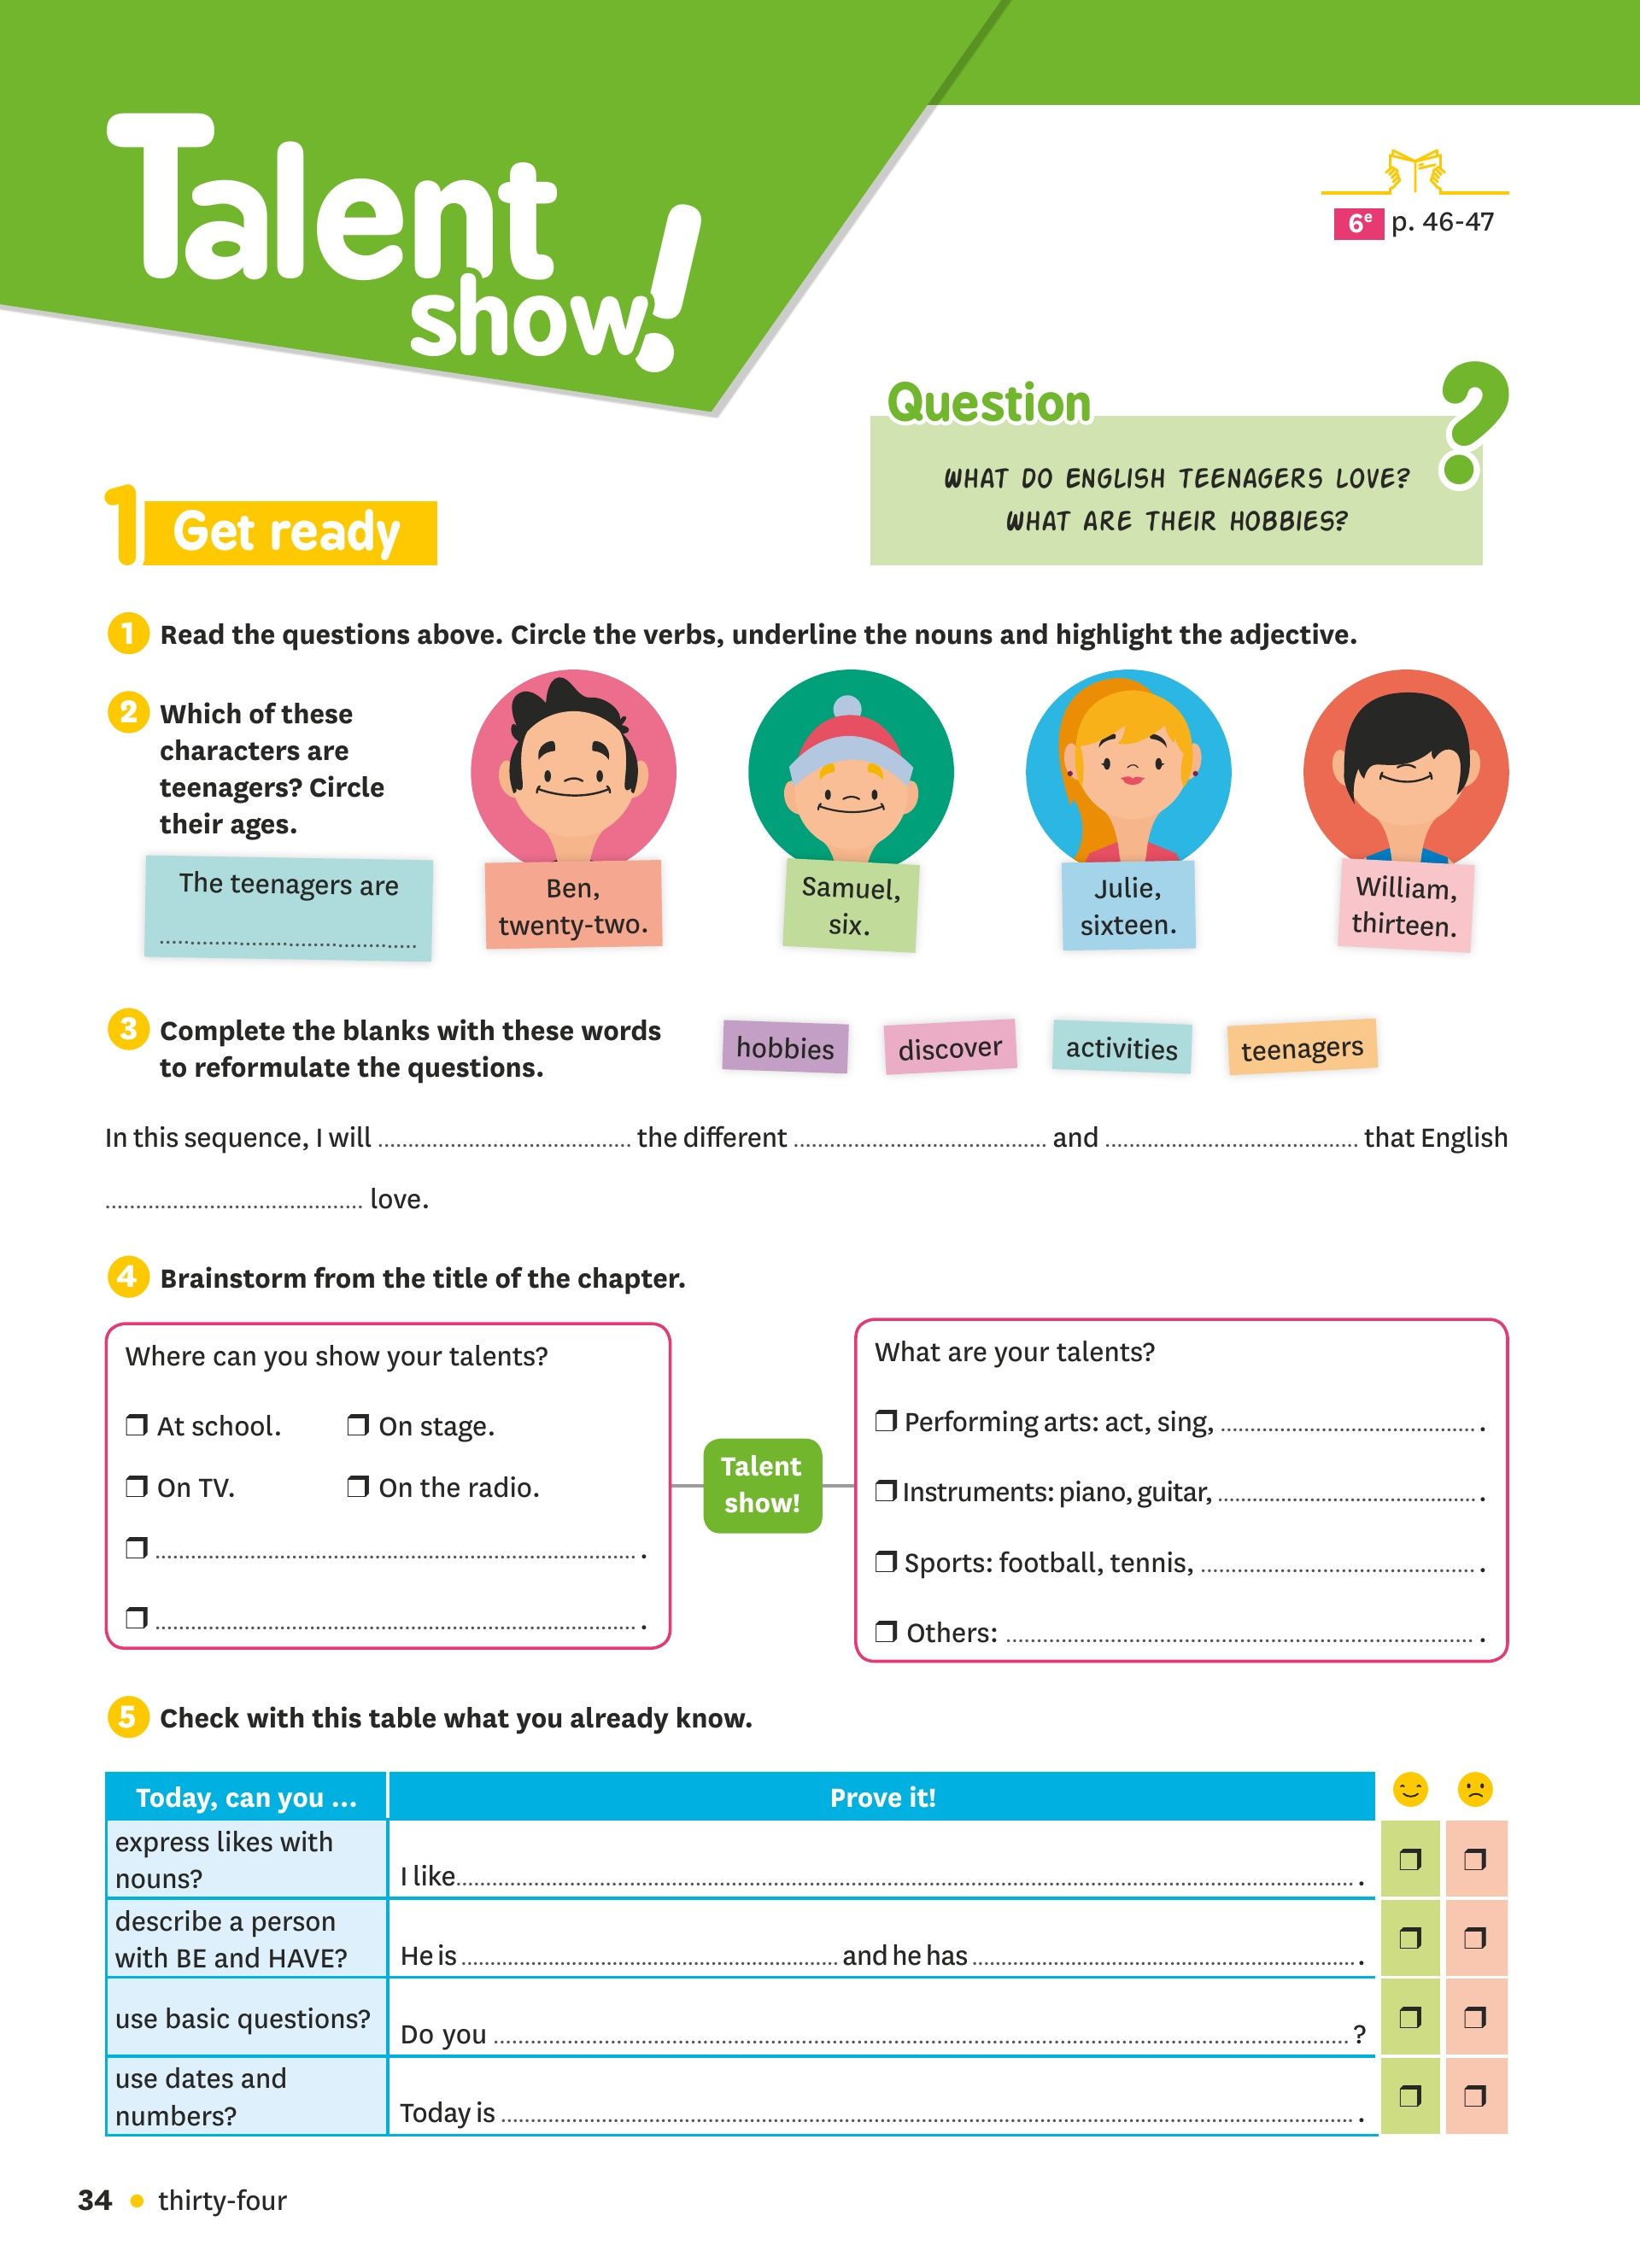 Talent
show!
6e p. 46-47
Question ?
WHAT DO ENGLISH TEENAGERS LOVE?
WHAT ARE THEIR HOBBIES?
1 Get ready
1 Read the questions above. Circle the verbs, underline the nouns and highlight the adjective.
2 Which of these
characters are
teenagers? Circle
their ages.
The teenagers are
..........................................
Ben,
twenty-two.
Samuel,
six.
Julie,
sixteen.
William,
thirteen.
3 Complete the blanks with these words
to reformulate the questions.
hobbies discover activities teenagers
In this sequence, I will .......................................... the different .......................................... and .......................................... that English
.......................................... love.
4 Brainstorm from the title of the chapter.
Where can you show your talents?
❒ At school. ❒ On stage.
❒ On TV. ❒ On the radio.
❒ ................................................................................ .
❒ ................................................................................ .
Talent
show!
What are your talents?
❒ Performing arts: act, sing, .......................................... .
❒ Instruments: piano, guitar, .......................................... .
❒ Sports: football, tennis, .............................................. .
❒ Others: .............................................................................. .
5 Check with this table what you already know.
Today, can you ... Prove it!
express likes with
nouns?
I like.................................................................................................................................................... .
❒ ❒
describe a person
with BE and HAVE?
He is .............................................................. and he has .............................................................. .
❒ ❒
use basic questions?
Do you .............................................................................................................................................. ?
❒ ❒
use dates and
numbers?
Today is .............................................................................................................................................. .
❒ ❒
34 • thirty-four